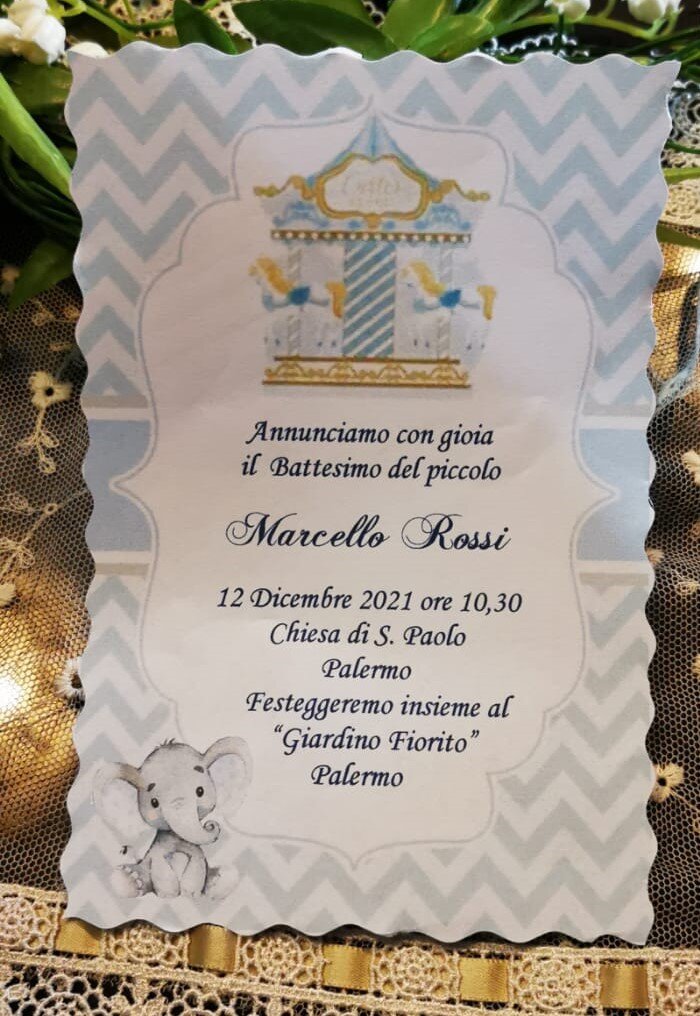 Annunciamo con gioia
il Battesimo del piccolo
Marcello Rossi
12 Dicembre 2021 ore 10,30
Chiesa di S. Paolo
Palermo
Festeggeremo insieme al
“Giardino Fiorito”
Palermo